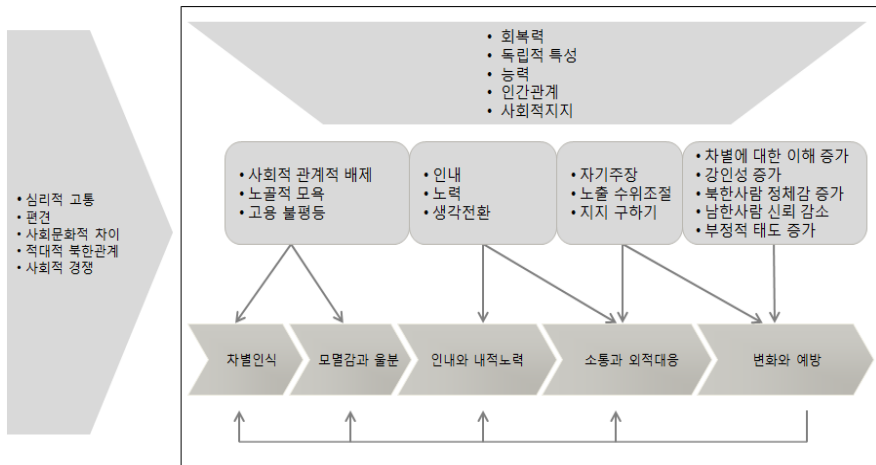 • 회복력
• 독립적 특성
• 능력
• 인간관계
• 사회적지지
• 심리적 고통
• 편견
• 사회문화적 차이
• 적대적 북한관계
• 사회적 경쟁
• 사회적 관계적 배제
• 노골적 모욕
• 고용 불평등
• 인내
• 노력
• 생각전환
• 자기주장
• 노출 수위조절
• 지지 구하기
• 차별에 대한 이해 증가
• 강인성 증가
• 북한사람 정체감 증가
• 남한사람 신뢰 감소
• 부정적 태도 증가
차별인식
모멸감과 울분
인내와 내적노력
소통과 외적대응
변화와 예방